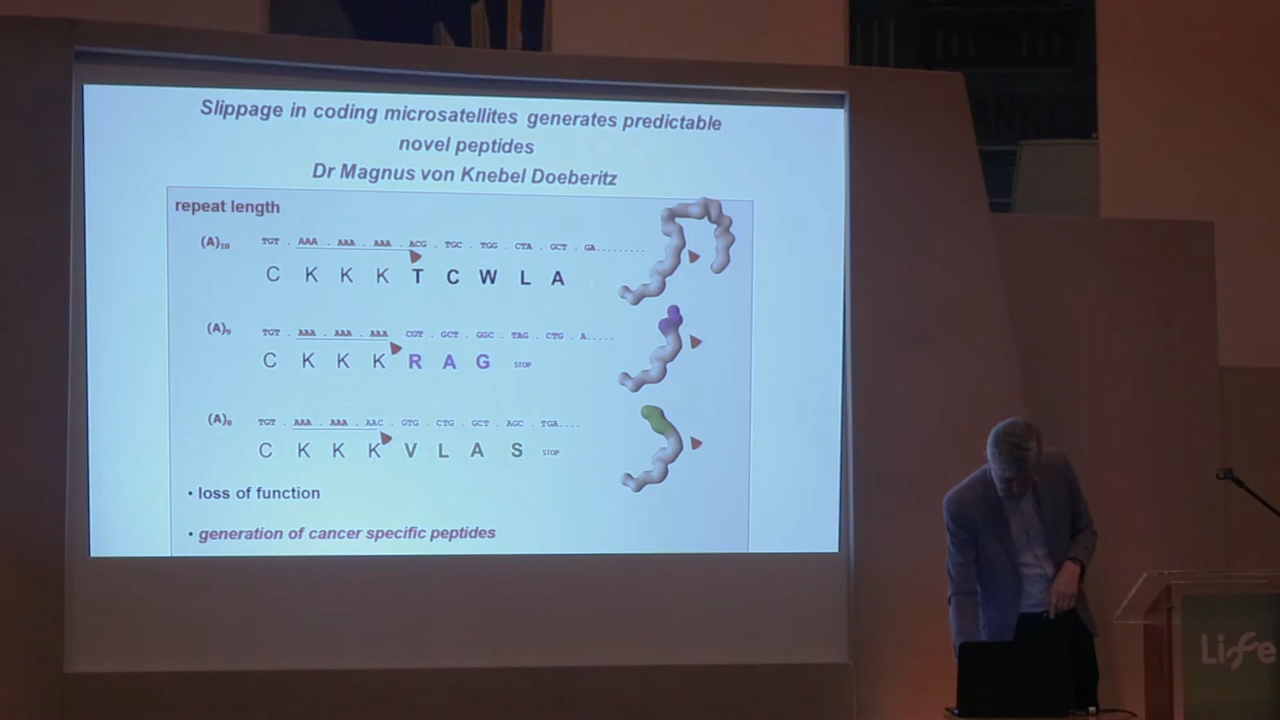 Slippage in coding microsatellites generates predictable
novel peptides
Dr Magnus von Knebel Doeberitz
repeat length
(A)₁₀ TGT . AAA . AAA . AAA . ACG . TGC . TGG . CTA . GCT . GA.........
C K K K T C W L A
(A)₉ TGT . AAA . AAA . AAA CGT . GCT . GGC . TAG . CTG . A.....
C K K K R A G STOP
(A)₈ TGT . AAA . AAA . AAC . GTG . CTG . GCT . AGC . TGA....
C K K K V L A S STOP
• loss of function
• generation of cancer specific peptides
Life